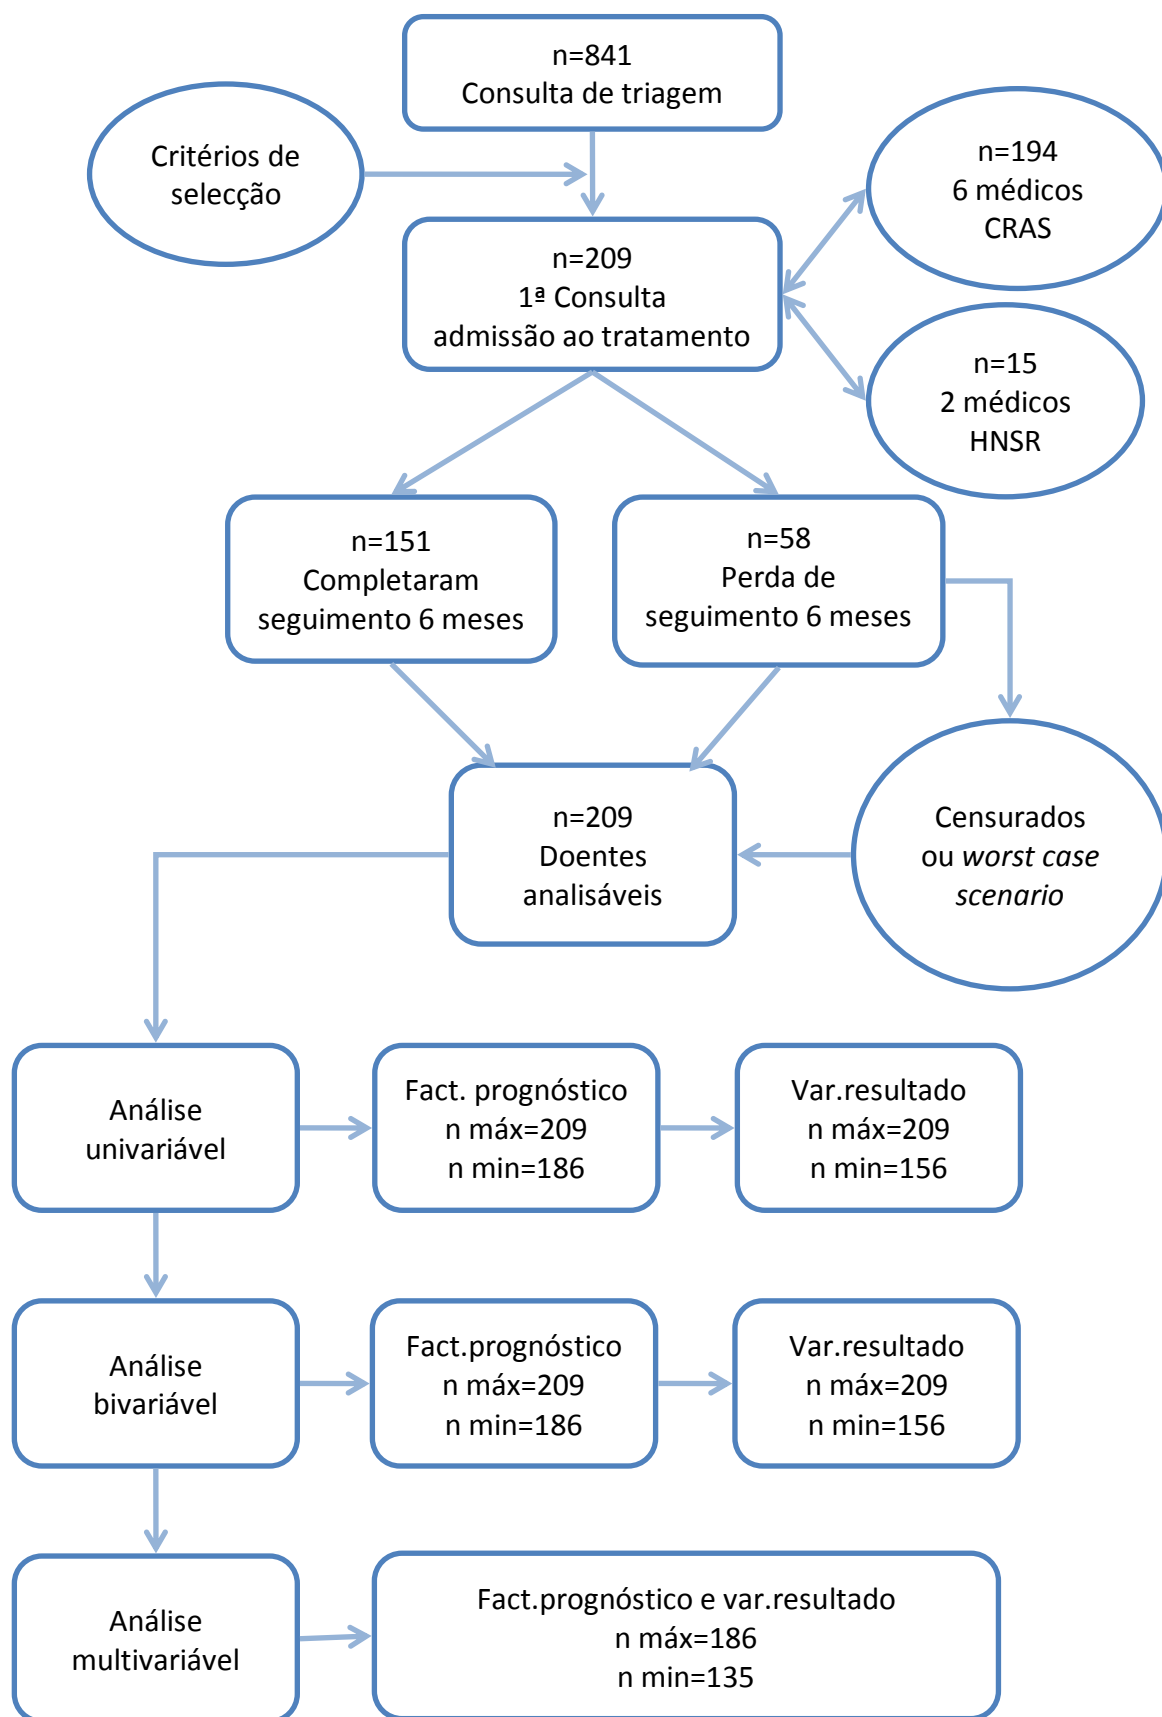 n=841
Consulta de triagem
Critérios de
selecção
n=194
6 médicos
CRAS
n=209
1ª Consulta
admissão ao tratamento
n=15
2 médicos
HNSR
n=151
Completaram
seguimento 6 meses
n=58
Perda de
seguimento 6 meses
n=209
Doentes
analisáveis
Censurados
ou worst case
scenario
Análise
univariável
Fact. prognóstico
n máx=209
n min=186
Var.resultado
n máx=209
n min=156
Análise
bivariável
Fact.prognóstico
n máx=209
n min=186
Var.resultado
n máx=209
n min=156
Análise
multivariável
Fact.prognóstico e var.resultado
n máx=186
n min=135